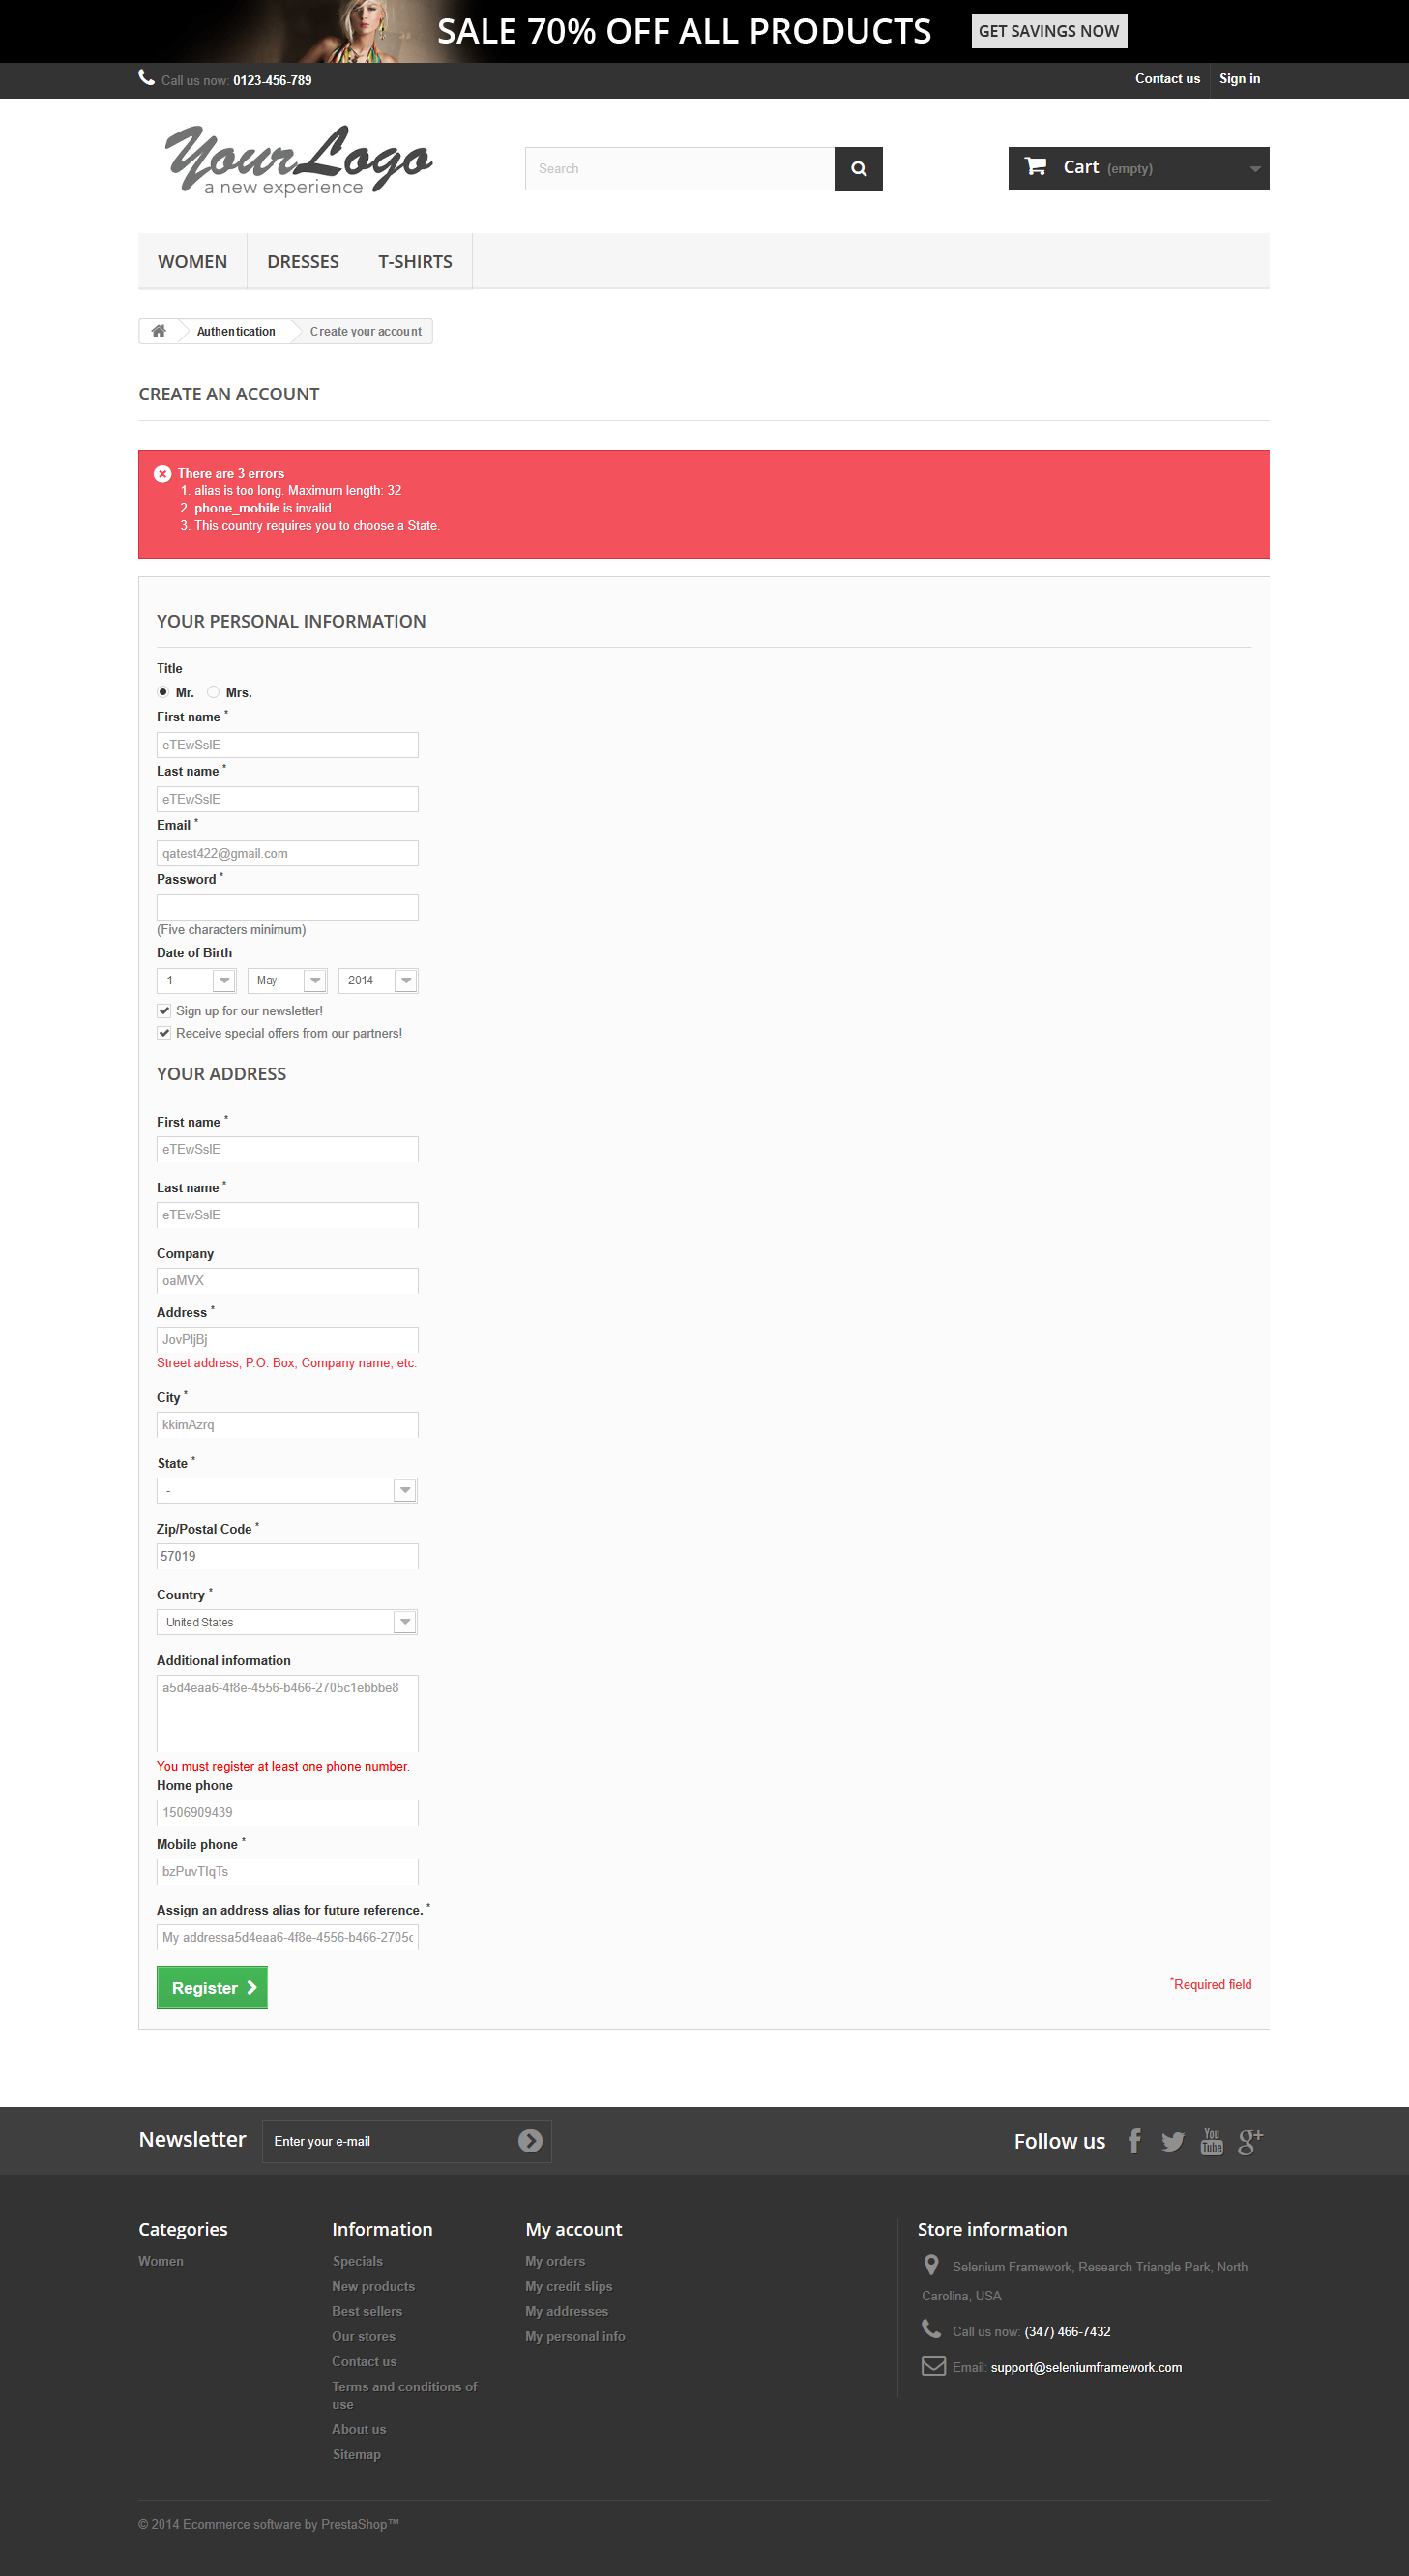 SALE 70% OFF ALL PRODUCTS GET SAVINGS NOW
Call us now: 0123-456-789 Contact us Sign in
YourLogo
a new experience
Search
Cart (empty)
WOMEN DRESSES T-SHIRTS
Authentication Create your account
CREATE AN ACCOUNT
There are 3 errors
1. alias is too long. Maximum length: 32
2. phone_mobile is invalid.
3. This country requires you to choose a State.
YOUR PERSONAL INFORMATION
Title
Mr. Mrs.
First name *
eTEwSslE
Last name *
eTEwSslE
Email *
qatest422@gmail.com
Password *
(Five characters minimum)
Date of Birth
1 May 2014
Sign up for our newsletter!
Receive special offers from our partners!
YOUR ADDRESS
First name *
eTEwSslE
Last name *
eTEwSslE
Company
oaMVX
Address *
JovPljBj
Street address, P.O. Box, Company name, etc.
City *
kkimAzrq
State *
-
Zip/Postal Code *
57019
Country *
United States
Additional information
a5d4eaa6-4f8e-4556-b466-2705c1ebbbe8
You must register at least one phone number.
Home phone
1506909439
Mobile phone *
bzPuvTIqTs
Assign an address alias for future reference. *
My addressa5d4eaa6-4f8e-4556-b466-2705c
Register
*Required field
Newsletter Enter your e-mail Follow us
Categories
Women
Information
Specials
New products
Best sellers
Our stores
Contact us
Terms and conditions of
use
About us
Sitemap
My account
My orders
My credit slips
My addresses
My personal info
Store information
Selenium Framework, Research Triangle Park, North
Carolina, USA
Call us now: (347) 466-7432
Email: support@seleniumframework.com
© 2014 Ecommerce software by PrestaShop™